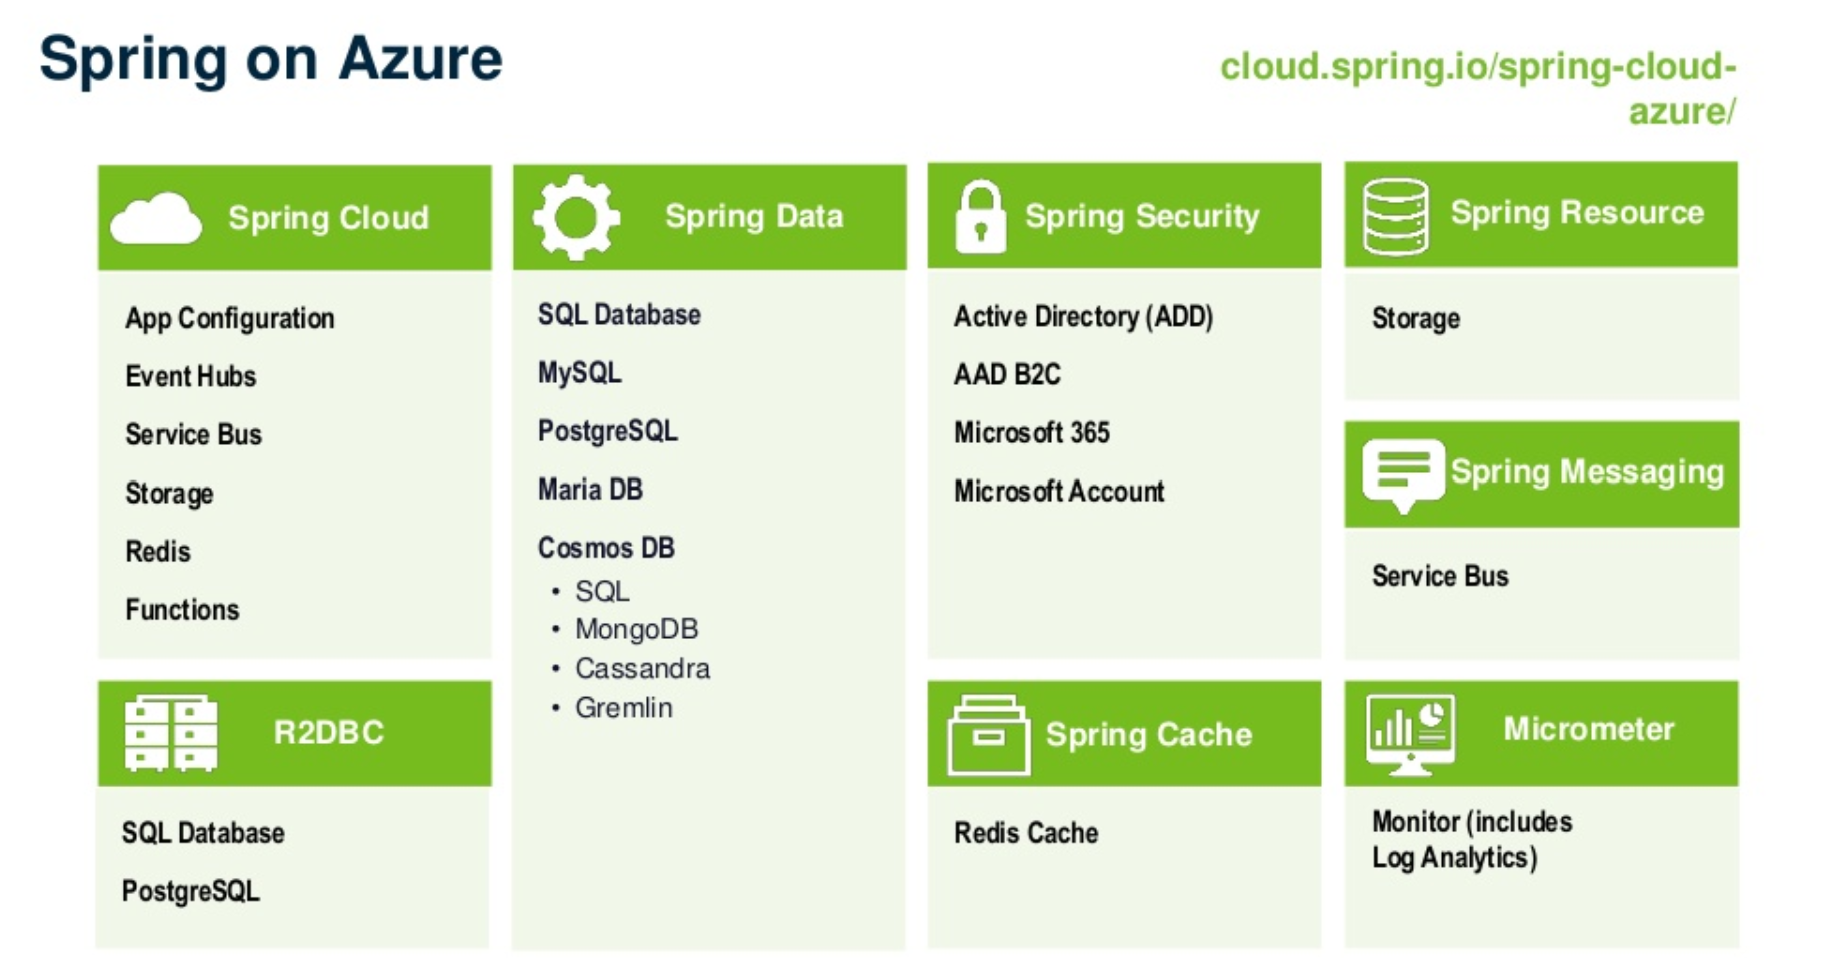 Spring on Azure
cloud.spring.io/spring-cloud-
azure/
Spring Cloud
App Configuration
Event Hubs
Service Bus
Storage
Redis
Functions
R2DBC
SQL Database
PostgreSQL
Spring Data
SQL Database
MySQL
PostgreSQL
Maria DB
Cosmos DB
• SQL
• MongoDB
• Cassandra
• Gremlin
Spring Security
Active Directory (ADD)
AAD B2C
Microsoft 365
Microsoft Account
Spring Cache
Redis Cache
Spring Resource
Storage
Spring Messaging
Service Bus
Micrometer
Monitor (includes
Log Analytics)